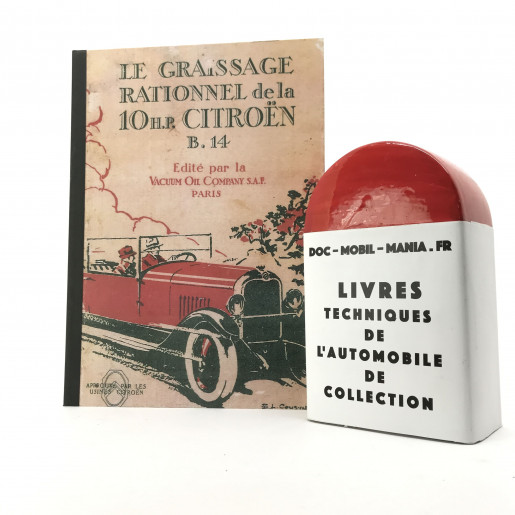 LE GRAISSAGE
RATIONNEL de la
10 H.P. CITROËN
B.14
Edité par la
VACUUM OIL COMPANY S.A.F.
PARIS
APPROUVÉ PAR LES
USINES CITROËN
DOC-MOBIL-MANIA.FR
LIVRES
TECHNIQUES
DE
L'AUTOMOBILE
DE
COLLECTION